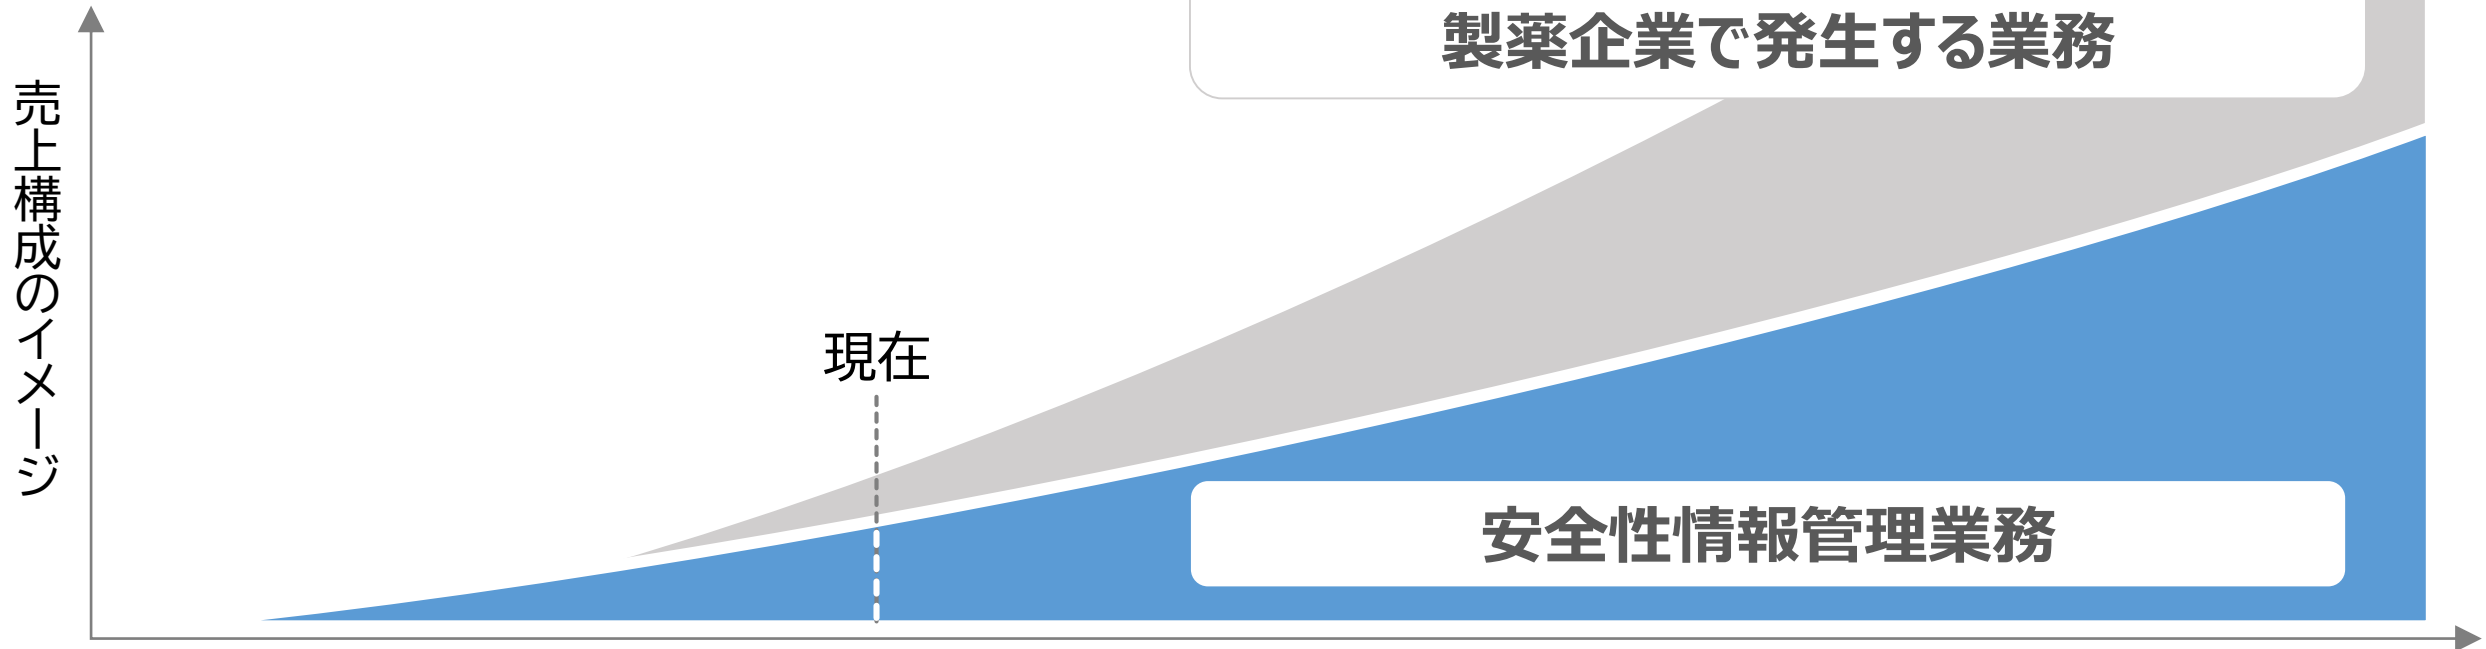 製薬企業で発生する業務
売上構成のイメージ
現在
安全性情報管理業務